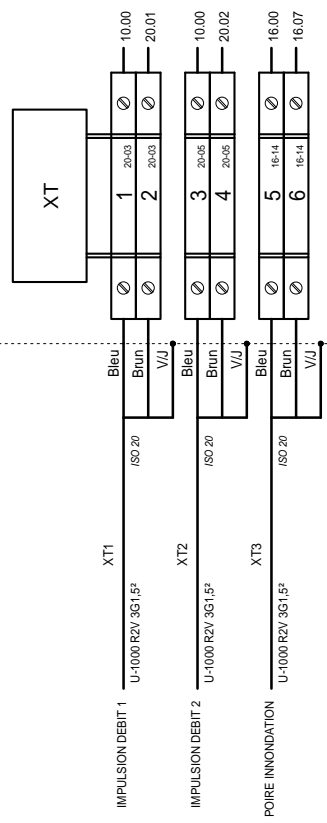 XT
10.00
1
20-03
Bleu
20.01
2
20-03
Brun
V/J
XT1
ISO 20
U-1000 R2V 3G1,5²
IMPULSION DEBIT 1
10.00
3
20-05
Bleu
20.02
4
20-05
Brun
V/J
XT2
ISO 20
U-1000 R2V 3G1,5²
IMPULSION DEBIT 2
16.00
5
16-14
Bleu
16.07
6
16-14
Brun
V/J
XT3
ISO 20
U-1000 R2V 3G1,5²
POIRE INNONDATION